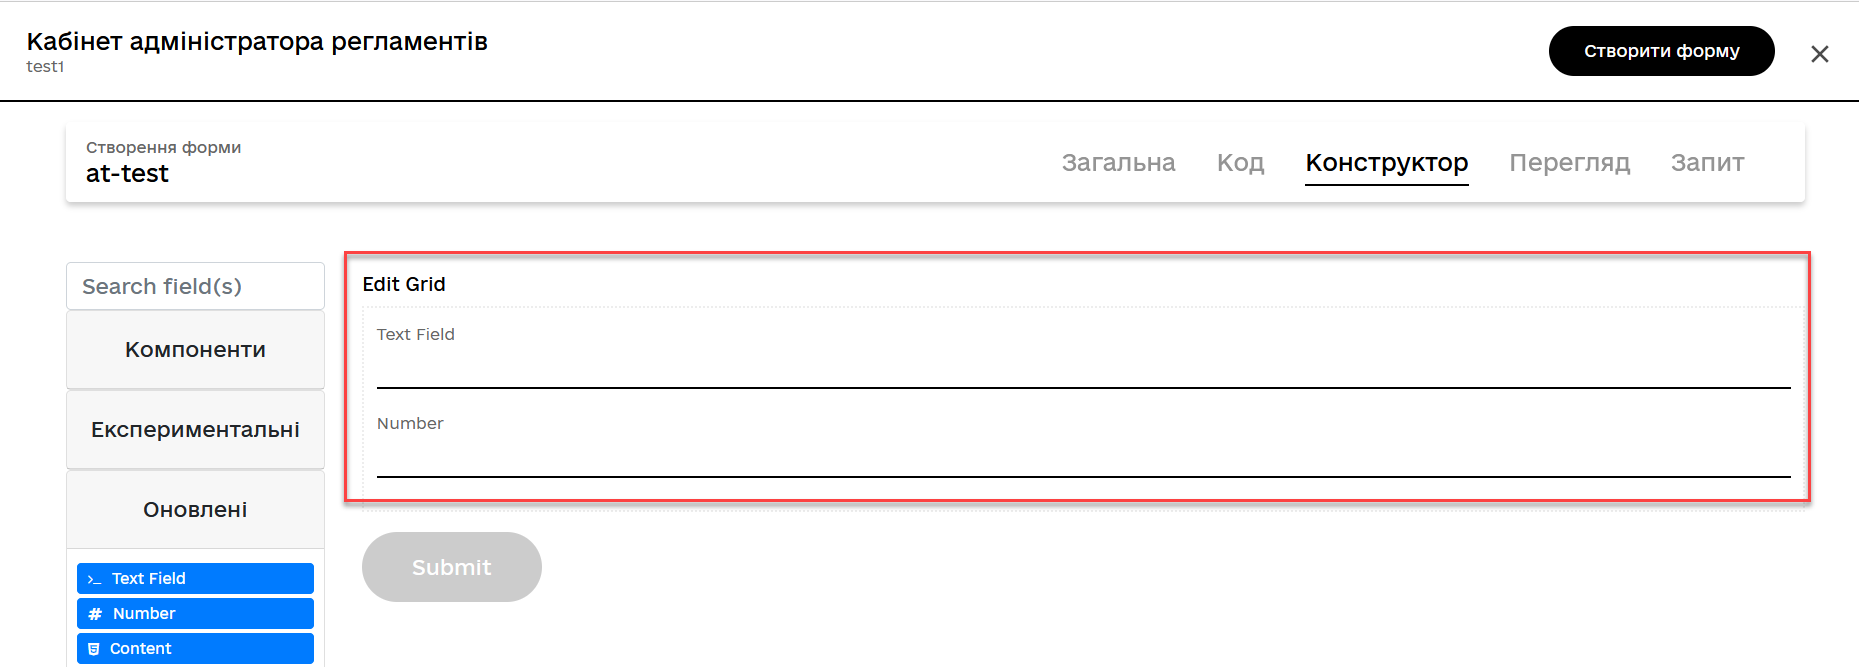 Кабінет адміністратора регламентів
test1
Створити форму
Створення форми
at-test
Загальна
Код
Конструктор
Перегляд
Запит
Search field(s)
Компоненти
Експериментальні
Оновлені
Text Field
Number
Content
Edit Grid
Text Field
Number
Submit